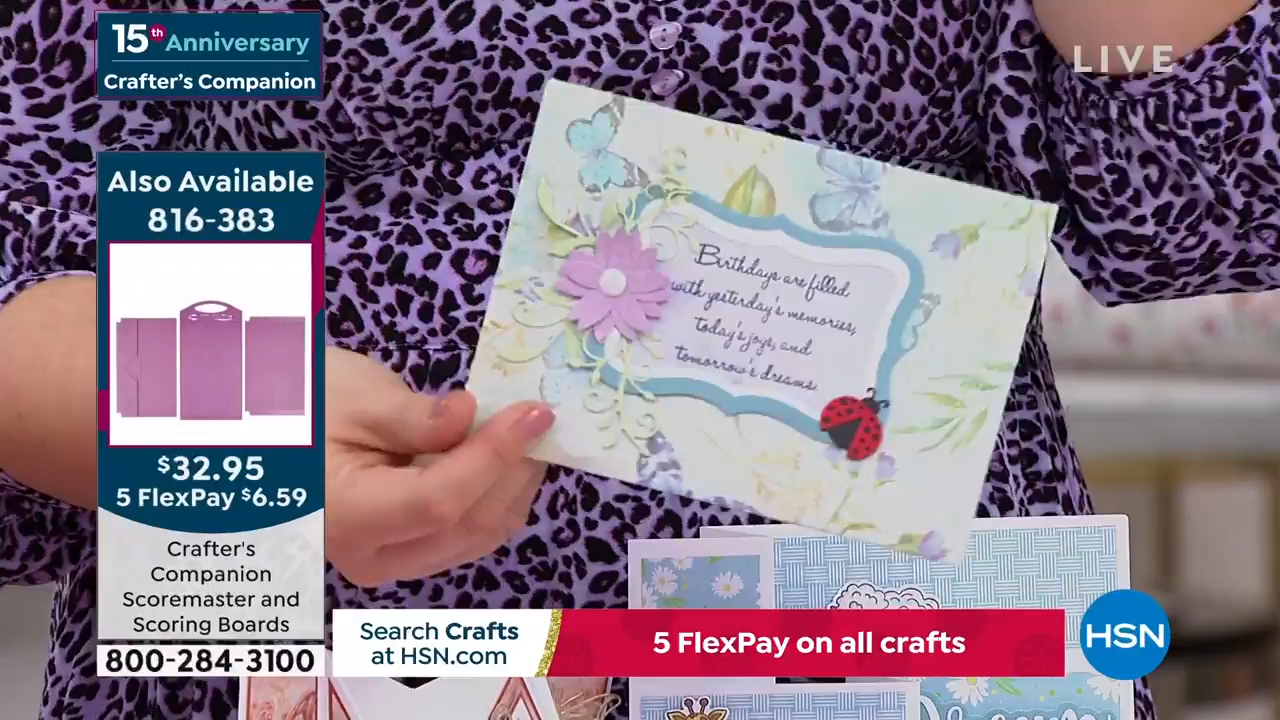 15th Anniversary
Crafter's Companion
LIVE
Also Available
816-383
$32.95
5 FlexPay $6.59
Crafter's
Companion
Scoremaster and
Scoring Boards
800-284-3100
Birthdays are filled
with yesterday's memories,
today's joys, and
tomorrow's dreams.
Search Crafts
at HSN.com
5 FlexPay on all crafts
HSN